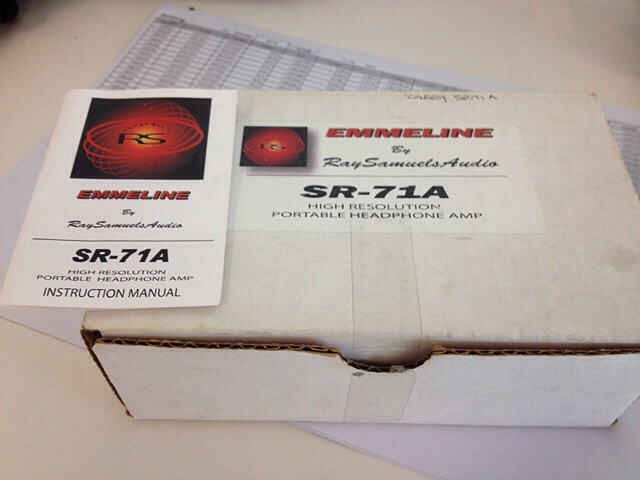 RS
EMMELINE
By
RaySamuelsAudio
SR-71A
HIGH RESOLUTION
PORTABLE HEADPHONE AMP
INSTRUCTION MANUAL
SR71A
RS
EMMELINE
By
RaySamuelsAudio
SR-71A
HIGH RESOLUTION
PORTABLE HEADPHONE AMP